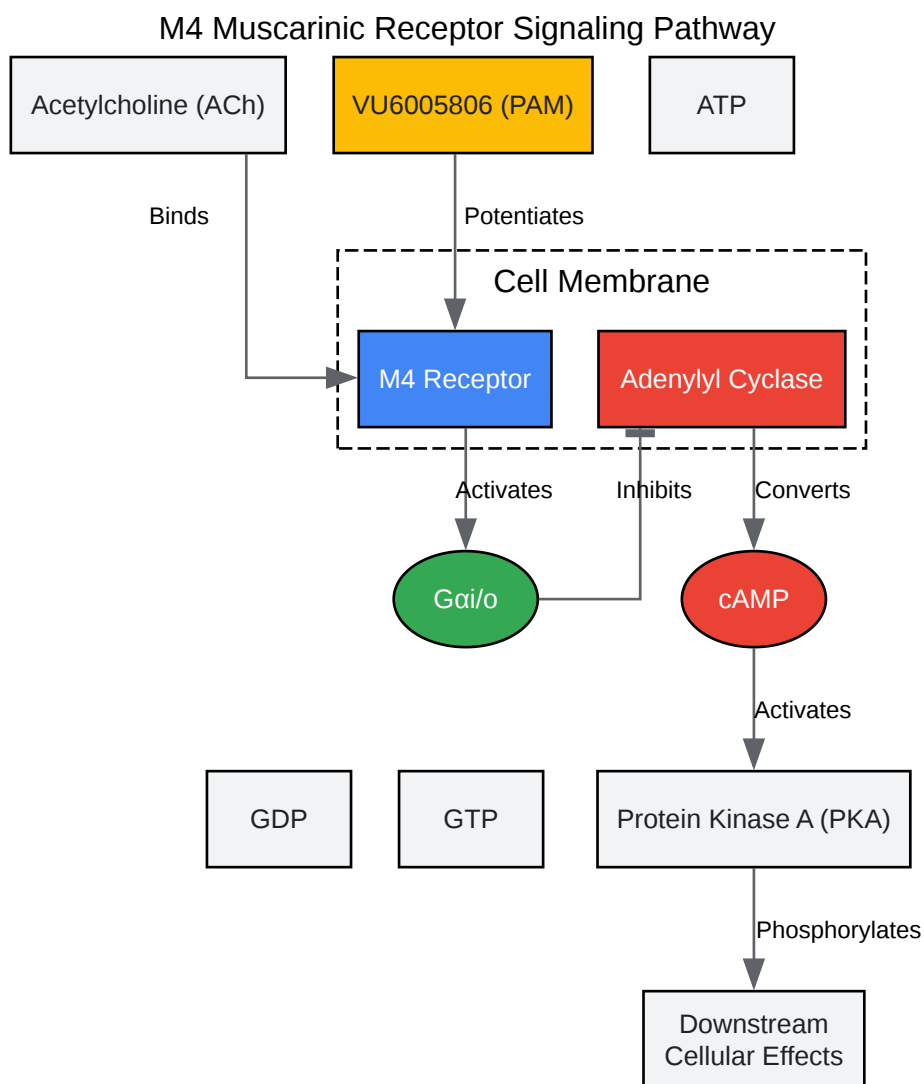 M4 Muscarinic Receptor Signaling Pathway
Acetylcholine (ACh)
VU6005806 (PAM)
ATP
Binds
Potentiates
Cell Membrane
M4 Receptor
Adenylyl Cyclase
Activates
Inhibits
Converts
Gαi/o
cAMP
Activates
GDP
GTP
Protein Kinase A (PKA)
Phosphorylates
Downstream
Cellular Effects